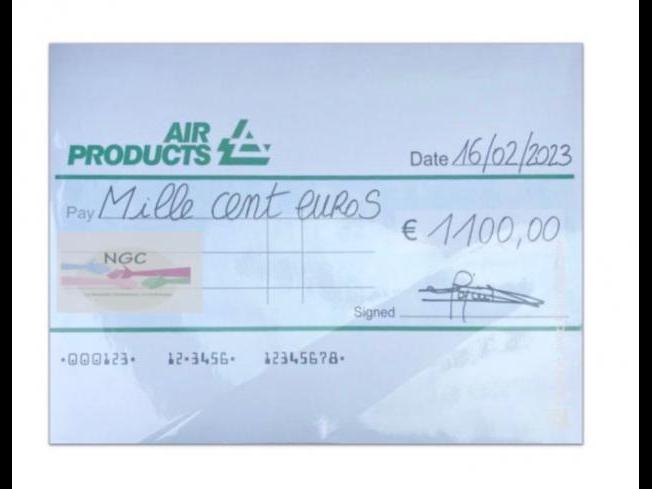 AIR
PRODUCTS
Date 16/02/2023
Pay Mille cent euros
€ 1100,00
NGC
Signed
000123 12-3456 12345678